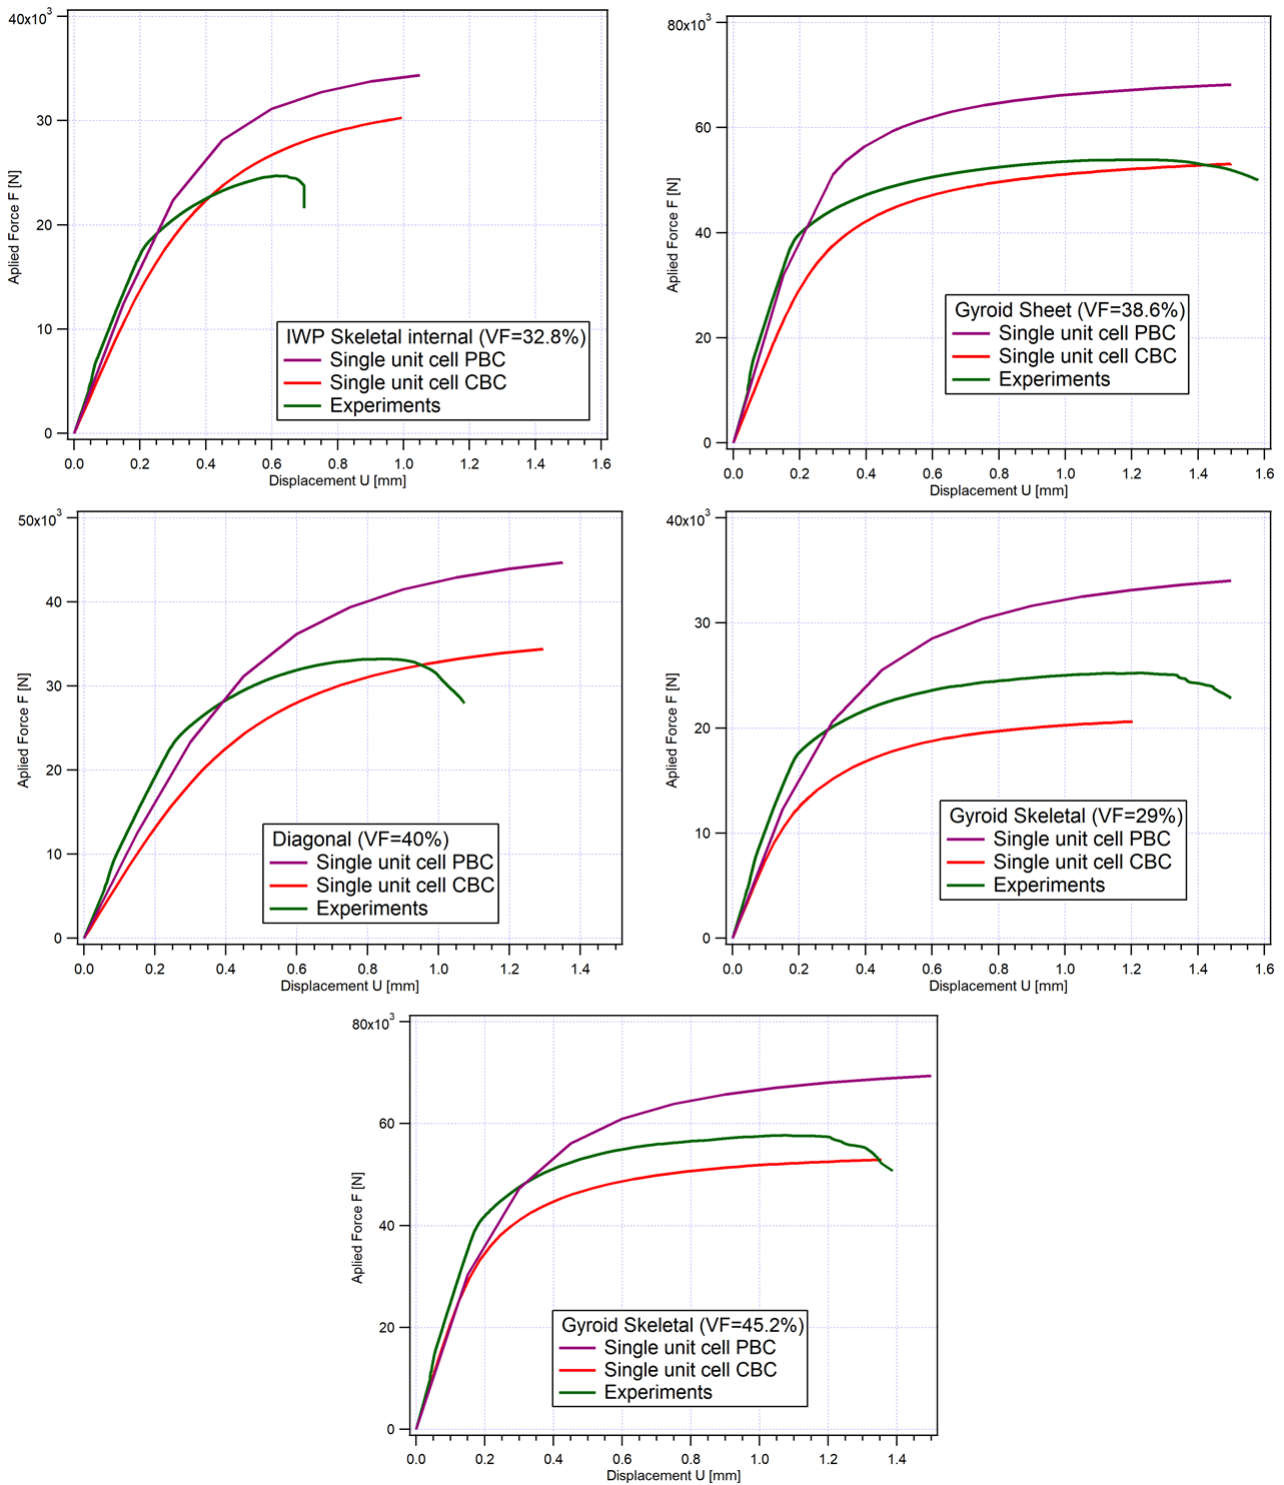 40x10³
30
20
10
0
Aplied Force F [N]
IWP Skeletal internal (VF=32.8%)
Single unit cell PBC
Single unit cell CBC
Experiments
0.0 0.2 0.4 0.6 0.8 1.0 1.2 1.4 1.6
Displacement U [mm]
80x10³
60
40
20
0
Aplied Force F [N]
Gyroid Sheet (VF=38.6%)
Single unit cell PBC
Single unit cell CBC
Experiments
0.0 0.2 0.4 0.6 0.8 1.0 1.2 1.4 1.6
Displacement U [mm]
50x10³
40
30
20
10
0
Aplied Force F [N]
Diagonal (VF=40%)
Single unit cell PBC
Single unit cell CBC
Experiments
0.0 0.2 0.4 0.6 0.8 1.0 1.2 1.4
Displacement U [mm]
40x10³
30
20
10
0
Aplied Force F [N]
Gyroid Skeletal (VF=29%)
Single unit cell PBC
Single unit cell CBC
Experiments
0.0 0.2 0.4 0.6 0.8 1.0 1.2 1.4 1.6
Displacement U [mm]
80x10³
60
40
20
0
Aplied Force F [N]
Gyroid Skeletal (VF=45.2%)
Single unit cell PBC
Single unit cell CBC
Experiments
0.0 0.2 0.4 0.6 0.8 1.0 1.2 1.4
Displacement U [mm]